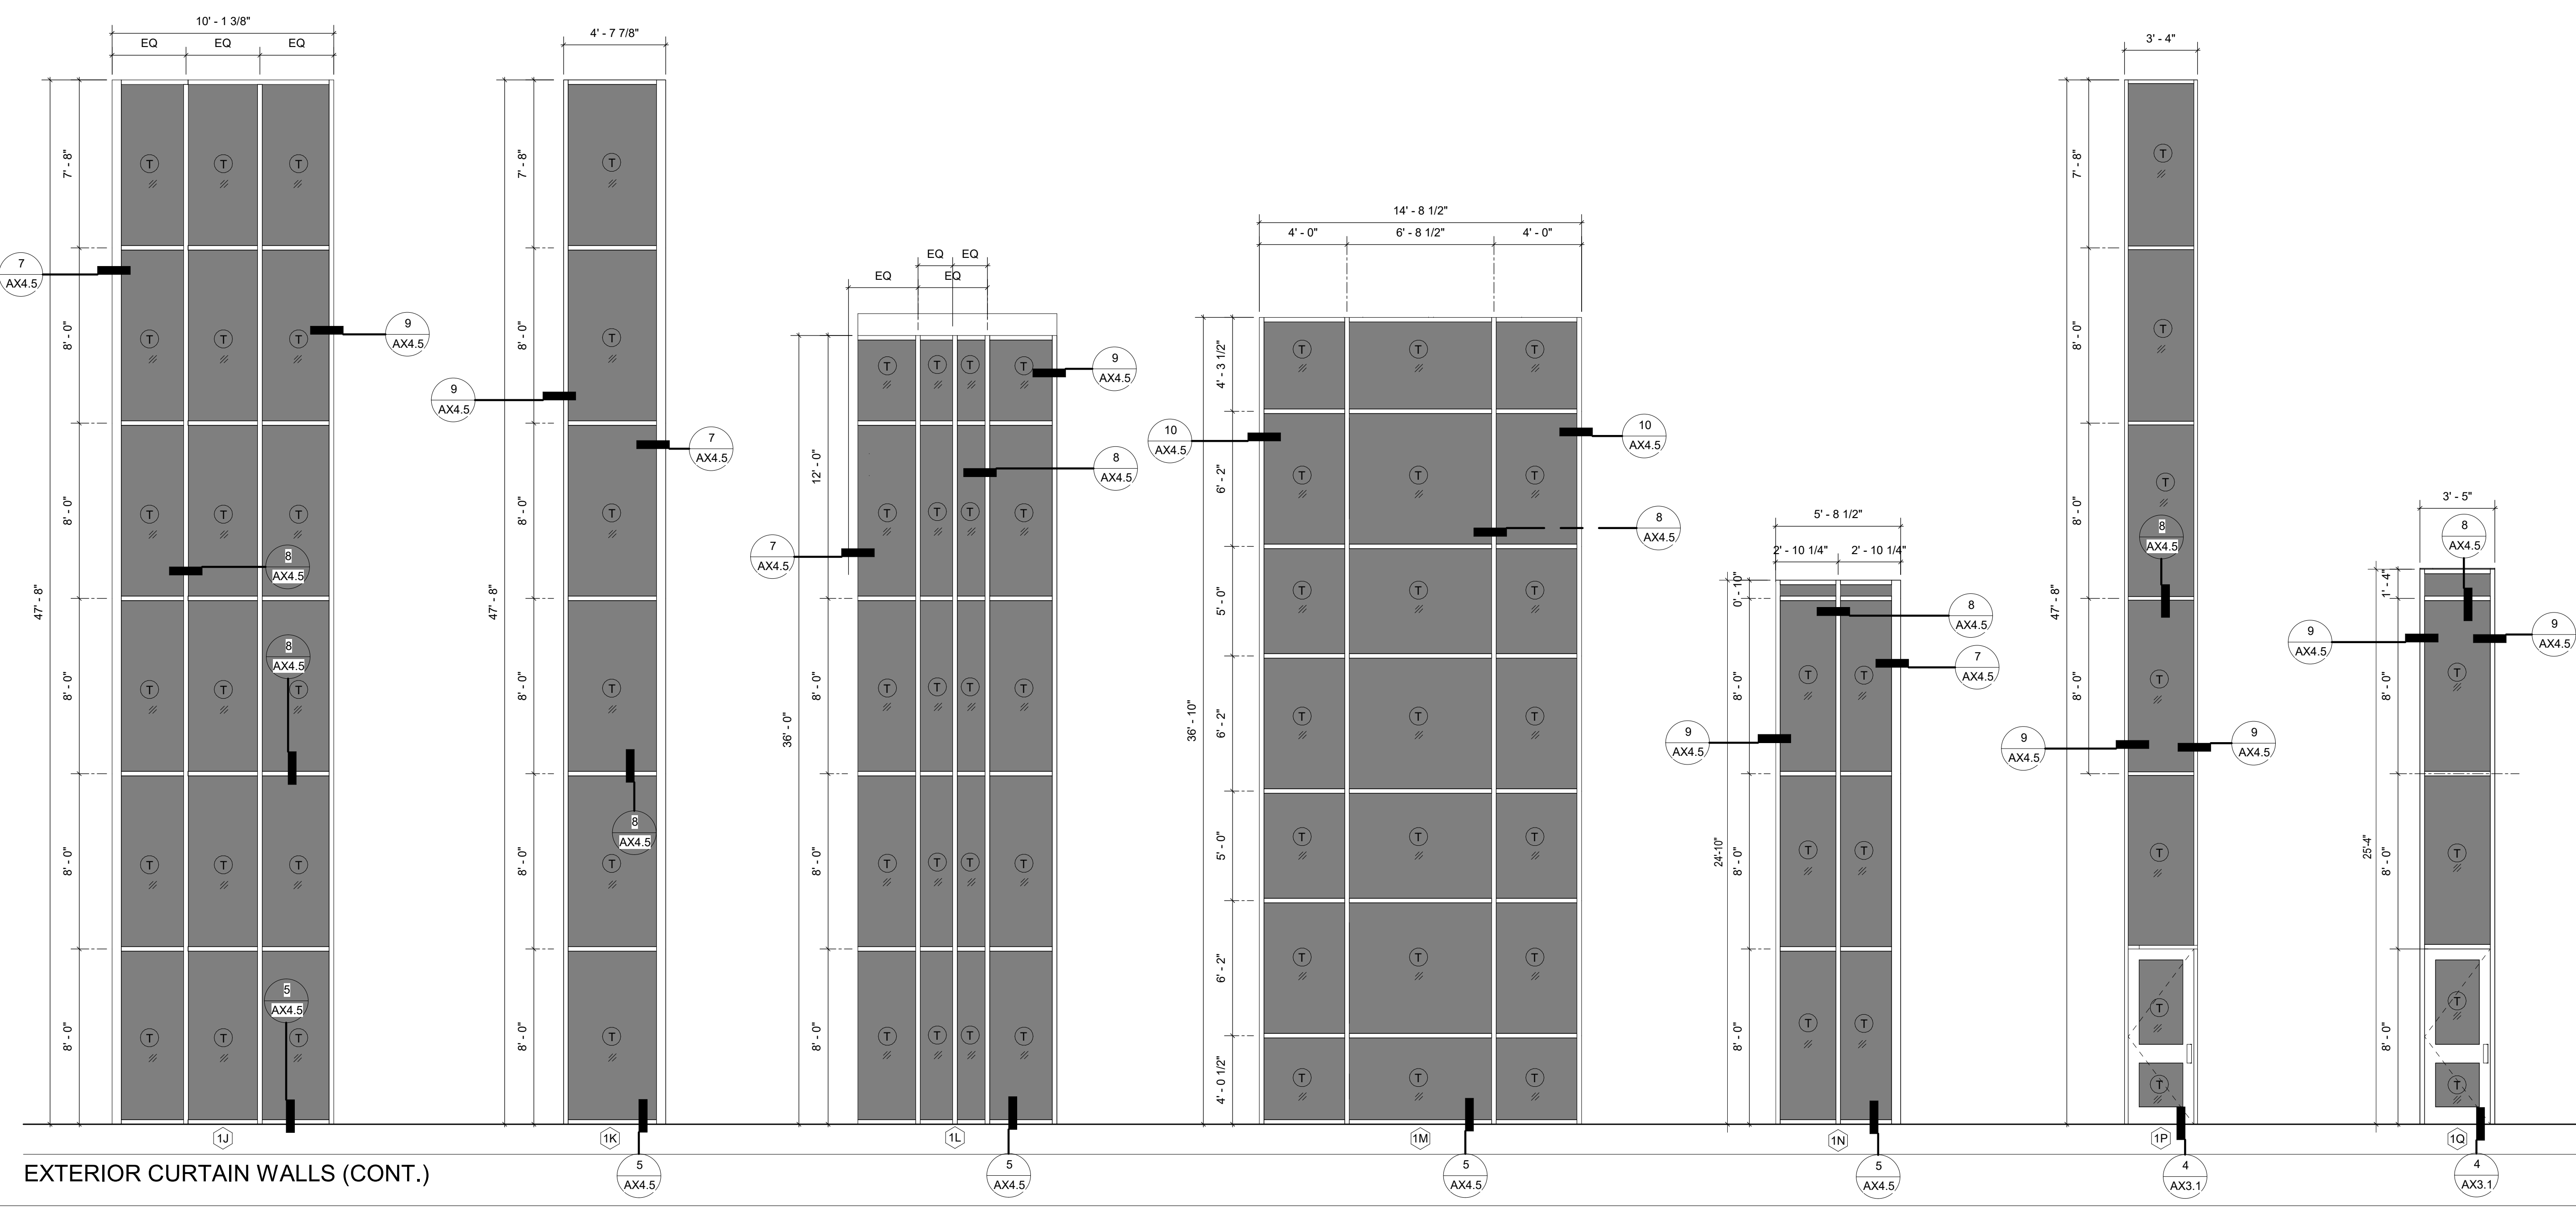 10' - 1 3/8"
EQ EQ EQ
47' - 8"
7' - 8"
8' - 0"
8' - 0"
8' - 0"
8' - 0"
8' - 0"
T T T
T T T
T T T
T T T
T T T
T T T
7
AX4.5
9
AX4.5
8
AX4.5
8
AX4.5
5
AX4.5
1J
4' - 7 7/8"
47' - 8"
7' - 8"
8' - 0"
8' - 0"
8' - 0"
8' - 0"
8' - 0"
T
T
T
T
T
T
9
AX4.5
7
AX4.5
8
AX4.5
1K
5
AX4.5
EQ EQ
EQ EQ
36' - 0"
12' - 0"
8' - 0"
8' - 0"
8' - 0"
T T T T
T T T T
T T T T
T T T T
T T T T
9
AX4.5
8
AX4.5
7
AX4.5
1L
5
AX4.5
14' - 8 1/2"
4' - 0" 6' - 8 1/2" 4' - 0"
36' - 10"
4' - 3 1/2"
6' - 2"
5' - 0"
6' - 2"
5' - 0"
6' - 2"
4' - 0 1/2"
T T T
T T T
T T T
T T T
T T T
T T T
T T T
10
AX4.5
10
AX4.5
8
AX4.5
1M
5
AX4.5
5' - 8 1/2"
2' - 10 1/4" 2' - 10 1/4"
24'-10"
0' - 10"
8' - 0"
8' - 0"
8' - 0"
T T
T T
T T
8
AX4.5
7
AX4.5
9
AX4.5
1N
5
AX4.5
3' - 4"
47' - 8"
7' - 8"
8' - 0"
8' - 0"
8' - 0"
T
T
T
T
T
T
T
8
AX4.5
9
AX4.5
9
AX4.5
1P
4
AX3.1
3' - 5"
25'-4"
1' - 4"
8' - 0"
8' - 0"
8' - 0"
T
T
T
T
8
AX4.5
9
AX4.5
9
AX4.5
1Q
4
AX3.1
EXTERIOR CURTAIN WALLS (CONT.)